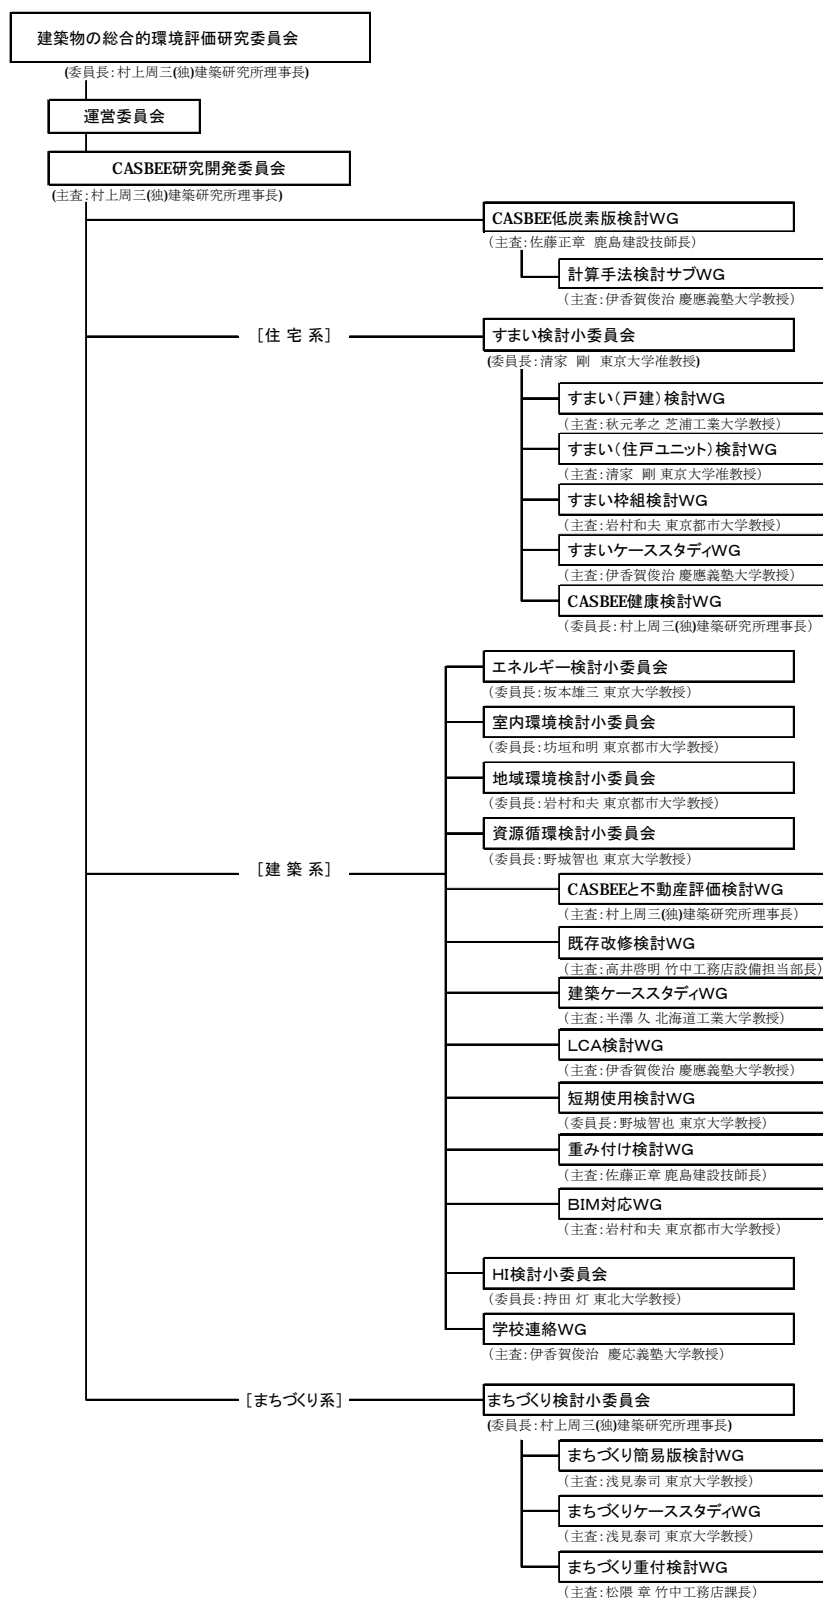 建築物の総合的環境評価研究委員会
(委員長：村上周三(独)建築研究所理事長)
運営委員会
CASBEE研究開発委員会
(主査：村上周三(独)建築研究所理事長)
CASBEE低炭素版検討WG
（主査：佐藤正章 鹿島建設技師長）
計算手法検討サブWG
（主査：伊香賀俊治 慶應義塾大学教授）
［住 宅 系］
すまい検討小委員会
(委員長：清家 剛 東京大学准教授)
すまい（戸建）検討WG
（主査：秋元孝之 芝浦工業大学教授）
すまい（住戸ユニット）検討WG
（主査：清家 剛 東京大学准教授）
すまい枠組検討WG
（主査：岩村和夫 東京都市大学教授）
すまいケーススタディWG
（主査：伊香賀俊治 慶應義塾大学教授）
CASBEE健康検討WG
（委員長：村上周三(独)建築研究所理事長）
エネルギー検討小委員会
（委員長：坂本雄三 東京大学教授）
室内環境検討小委員会
（委員長：坊垣和明 東京都市大学教授）
地域環境検討小委員会
（委員長：岩村和夫 東京都市大学教授）
資源循環検討小委員会
（委員長：野城智也 東京大学教授）
［建 築 系］
CASBEEと不動産評価検討WG
（主査：村上周三(独)建築研究所理事長）
既存改修検討WG
（主査：高井啓明 竹中工務店設備担当部長）
建築ケーススタディWG
（主査：半澤 久 北海道工業大学教授）
LCA検討WG
（主査：伊香賀俊治 慶應義塾大学教授）
短期使用検討WG
（委員長：野城智也 東京大学教授）
重み付け検討WG
（主査：佐藤正章 鹿島建設技師長）
BIM対応WG
（主査：岩村和夫 東京都市大学教授）
HI検討小委員会
（委員長：持田 灯 東北大学教授）
学校連絡WG
（主査：伊香賀俊治 慶応義塾大学教授）
［まちづくり系］
まちづくり検討小委員会
(委員長：村上周三(独)建築研究所理事長)
まちづくり簡易版検討WG
（主査：浅見泰司 東京大学教授）
まちづくりケーススタディWG
（主査：浅見泰司 東京大学教授）
まちづくり重付検討WG
（主査：松隈 章 竹中工務店課長）